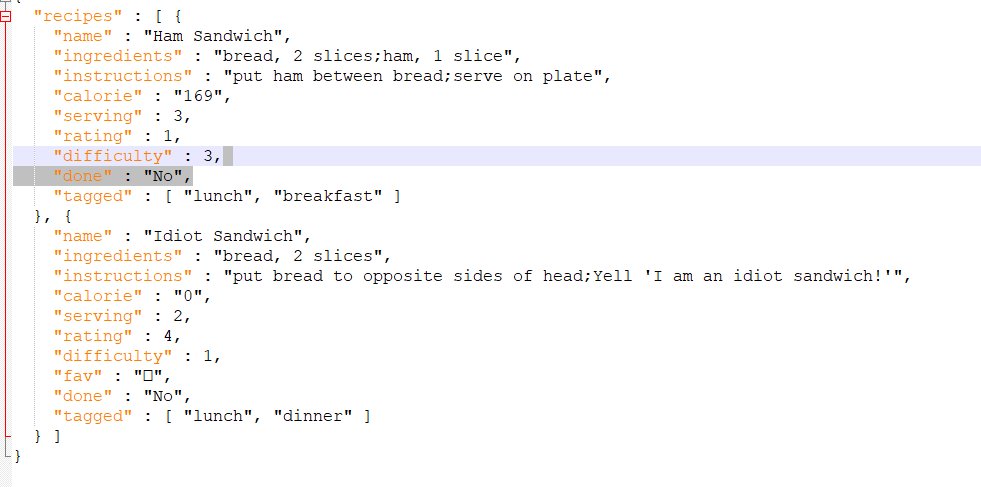 {
"recipes" : [ {
"name" : "Ham Sandwich",
"ingredients" : "bread, 2 slices;ham, 1 slice",
"instructions" : "put ham between bread;serve on plate",
"calorie" : "169",
"serving" : 3,
"rating" : 1,
"difficulty" : 3,
"done" : "No",
"tagged" : [ "lunch", "breakfast" ]
}, {
"name" : "Idiot Sandwich",
"ingredients" : "bread, 2 slices",
"instructions" : "put bread to opposite sides of head;Yell 'I am an idiot sandwich!'",
"calorie" : "0",
"serving" : 2,
"rating" : 4,
"difficulty" : 1,
"fav" : "□",
"done" : "No",
"tagged" : [ "lunch", "dinner" ]
} ]
}